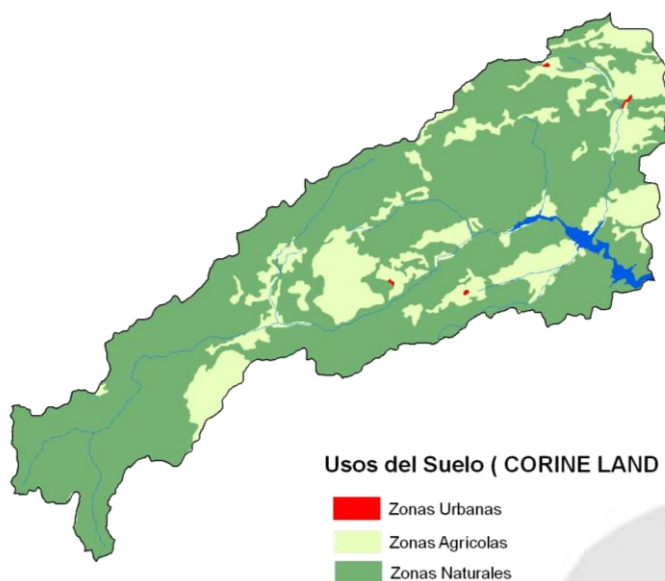 Usos del Suelo ( CORINE LAND
Zonas Urbanas
Zonas Agrícolas
Zonas Naturales